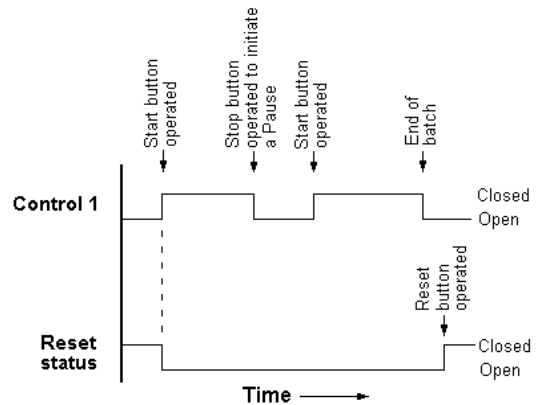 Start button
operated
Stop button
operated to initiate
a Pause
Start button
operated
End of
batch
Control 1
Closed
Open
Reset
button
operated
Reset
status
Closed
Open
Time